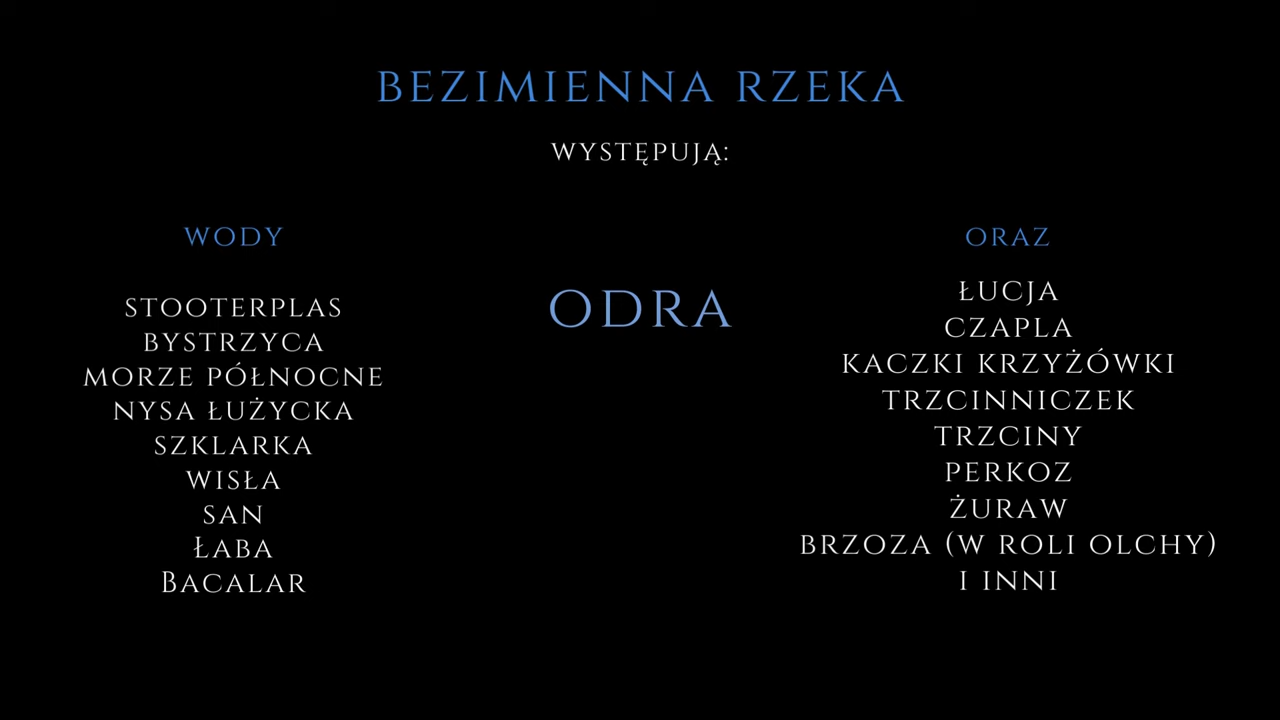 BEZIMIENNA RZEKA
WYSTĘPUJĄ:
WODY
STOOTERPLAS
BYSTRZYCA
MORZE PÓŁNOCNE
NYSA ŁUŻYCKA
SZKLARKA
WISŁA
SAN
ŁABA
BACALAR
ODRA
ORAZ
ŁUCJA
CZAPLA
KACZKI KRZYŻÓWKI
TRZCINNICZEK
TRZCINY
PERKOZ
ŻURAW
BRZOZA (W ROLI OLCHY)
I INNI